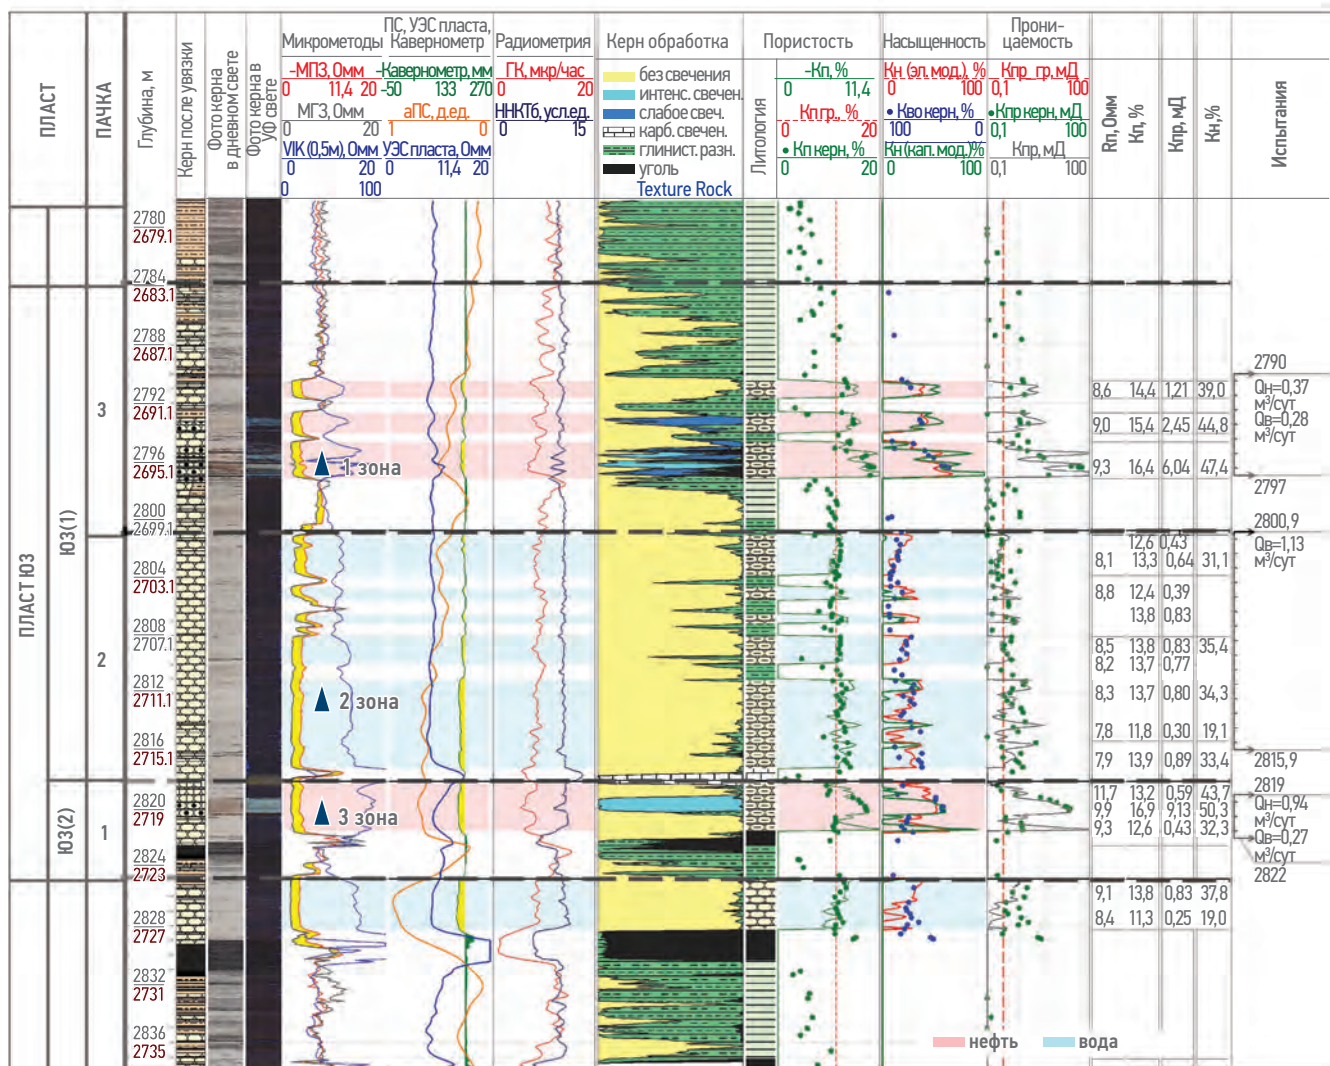 ПЛАСТ
ПАЧКА
Глубина, м
Керн после увязки
Фото керна
в дневном свете
Фото керна в
УФ свете
Микрометоды
-МПЗ, Омм
0 11,4 20
МГЗ, Омм
0 20
VIK (0,5м), Омм
0 20
100
ПС, УЭС пласта,
Кавернометр
-Кавернометр, мм
-50 133 270
аПС, д.ед.
1 0
УЭС пласта, Омм
0 11,4 20
Радиометрия
ГК, мкр/час
0 20
ННКТб, усл.ед.
0 15
Керн обработка
без свечения
интенс. свечен.
слабое свеч.
карб. свечен.
глинист. разн.
уголь
Texture Rock
Литология
Пористость
-Кп, %
0 11,4
Кп гр., %
0 20
Кп керн, %
0 20
Насыщенность
Кн (эл. мод.), %
0 100
Кво керн, %
100 0
Кн (кап. мод.)%
0 100
Прони-
цаемость
Кпр_гр, мД
0,1 100
Кпр керн, мД
0,1 100
Кпр, мД
0,1 100
Rп, Омм
Кп, %
Кпр, мД
Кн,%
Испытания
ПЛАСТ ЮЗ
ЮЗ(1)
ЮЗ(2)
3
2
1
2780
2679.1
2784
2683.1
2788
2687.1
2792
2691.1
2796
2695.1
2800
2699.1
2804
2703.1
2808
2707.1
2812
2711.1
2816
2715.1
2820
2719
2824
2723
2828
2727
2832
2731
2836
2735
1 зона
2 зона
3 зона
8,6 14,4 1,21 39,0
9,0 15,4 2,45 44,8
9,3 16,4 6,04 47,4
12,6 0,43
8,1 13,3 0,64 31,1
8,8 12,4 0,39
13,8 0,83
8,5 13,8 0,83 35,4
8,2 13,7 0,77
8,3 13,7 0,80 34,3
7,8 11,8 0,30 19,1
7,9 13,9 0,89 33,4
11,7 13,2 0,59 43,7
9,9 16,9 9,13 50,3
9,3 12,6 0,43 32,3
9,1 13,8 0,83 37,8
8,4 11,3 0,25 19,0
2790
Qн=0,37
м³/сут
Qв=0,28
м³/сут
2797
2800,9
Qв=1,13
м³/сут
2815,9
2819
Qн=0,94
м³/сут
Qв=0,27
м³/сут
2822
нефть
вода